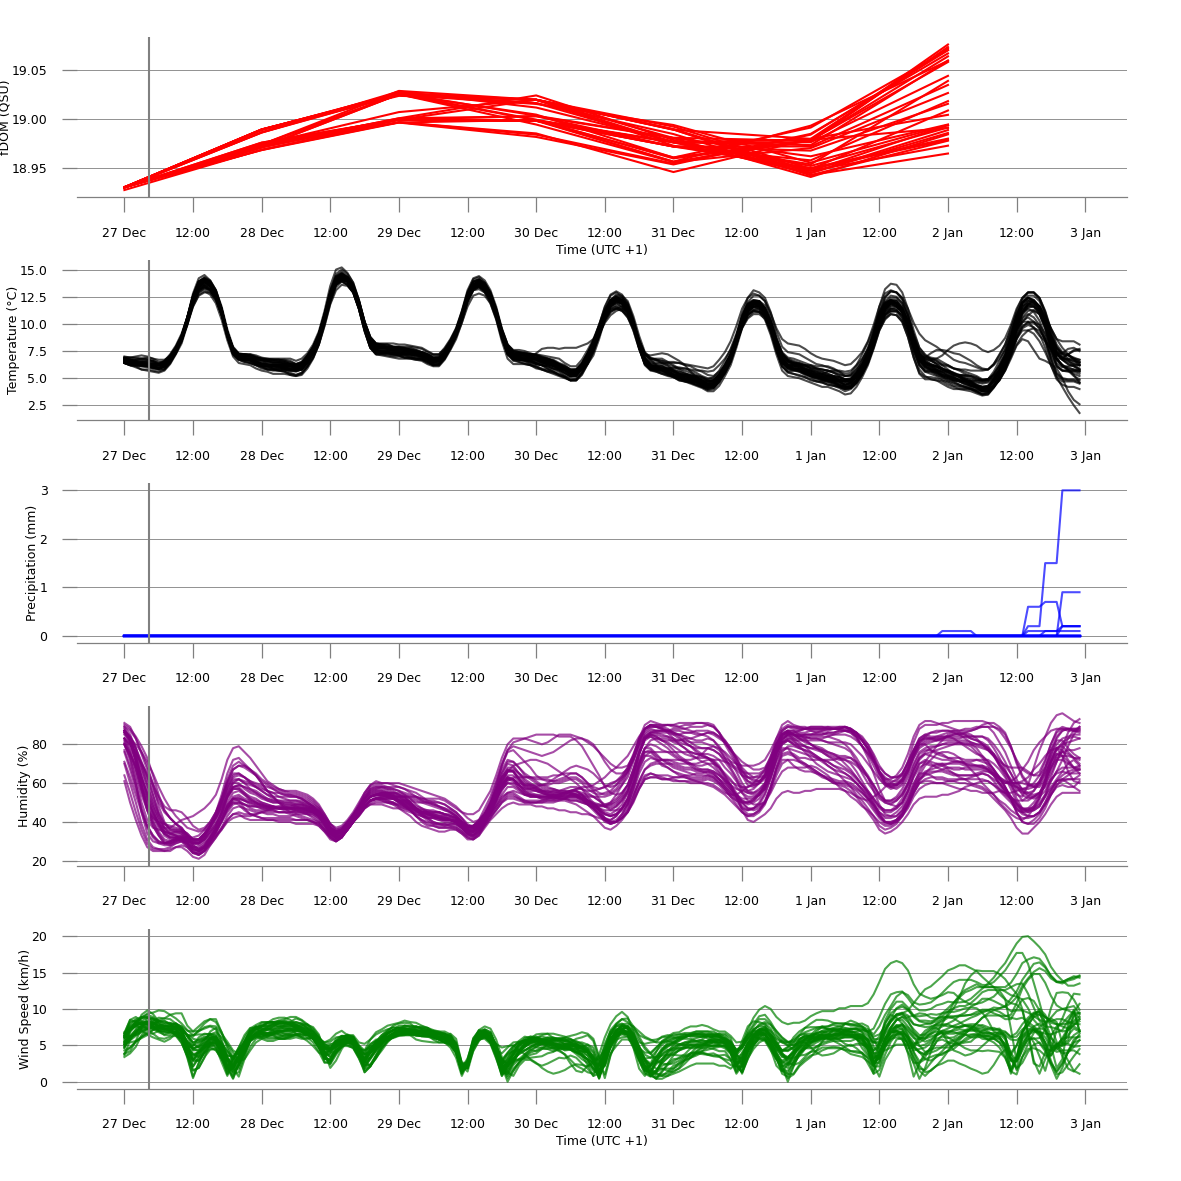 19.05
19.00
18.95
fDOM (QSU)
27 Dec 12:00 28 Dec 12:00 29 Dec 12:00 30 Dec 12:00 31 Dec 12:00 1 Jan 12:00 2 Jan 12:00 3 Jan
Time (UTC +1)
15.0
12.5
10.0
7.5
5.0
2.5
Temperature (°C)
27 Dec 12:00 28 Dec 12:00 29 Dec 12:00 30 Dec 12:00 31 Dec 12:00 1 Jan 12:00 2 Jan 12:00 3 Jan
3
2
1
0
Precipitation (mm)
27 Dec 12:00 28 Dec 12:00 29 Dec 12:00 30 Dec 12:00 31 Dec 12:00 1 Jan 12:00 2 Jan 12:00 3 Jan
80
60
40
20
Humidity (%)
27 Dec 12:00 28 Dec 12:00 29 Dec 12:00 30 Dec 12:00 31 Dec 12:00 1 Jan 12:00 2 Jan 12:00 3 Jan
20
15
10
5
0
Wind Speed (km/h)
27 Dec 12:00 28 Dec 12:00 29 Dec 12:00 30 Dec 12:00 31 Dec 12:00 1 Jan 12:00 2 Jan 12:00 3 Jan
Time (UTC +1)